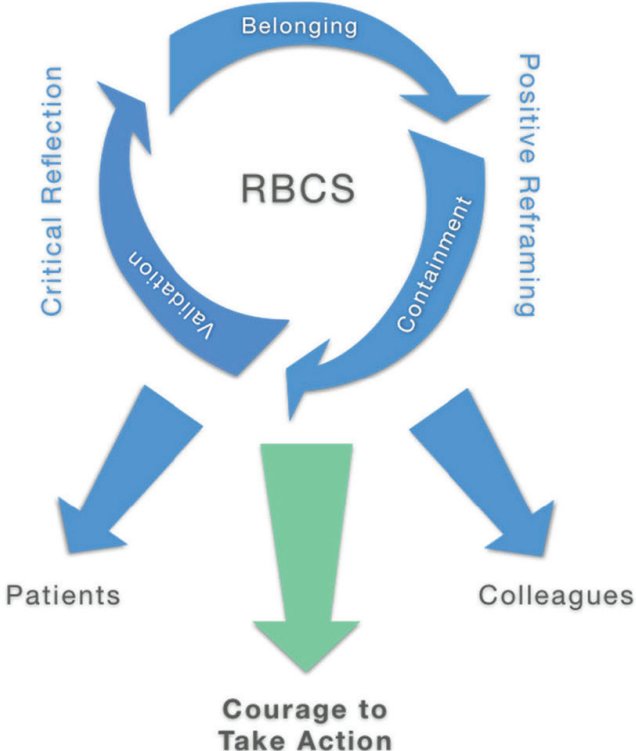 Belonging
Critical Reflection
Positive Reframing
RBCS
Containment
Validation
Patients
Colleagues
Courage to
Take Action